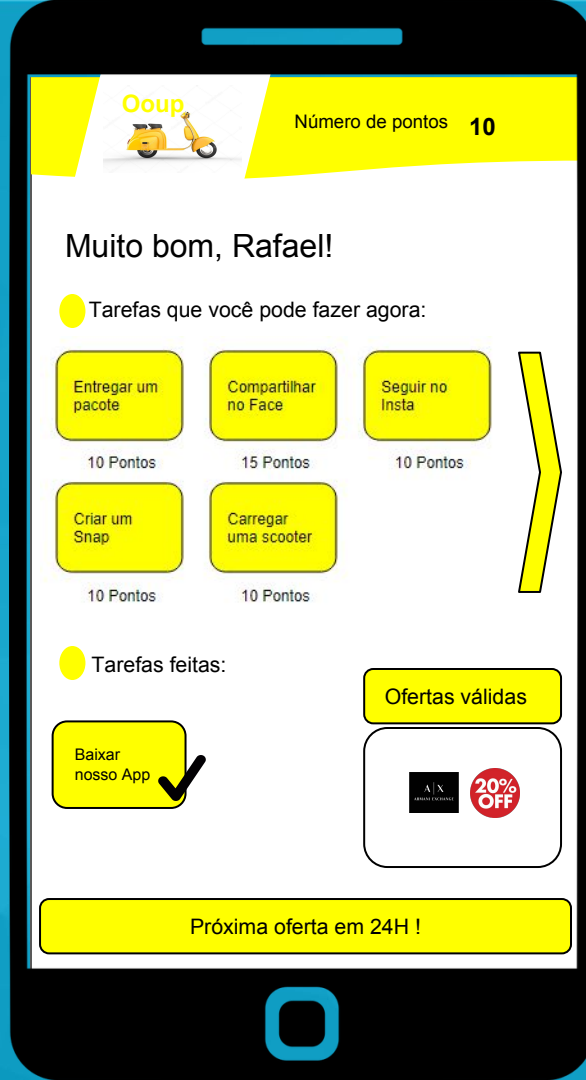 Ooup
Número de pontos 10
Muito bom, Rafael!
Tarefas que você pode fazer agora:
Entregar um
pacote
Compartilhar
no Face
Seguir no
Insta
10 Pontos
15 Pontos
10 Pontos
Criar um
Snap
Carregar
uma scooter
10 Pontos
10 Pontos
Tarefas feitas:
Ofertas válidas
Baixar
nosso App
A|X
ARMANI EXCHANGE
20%
OFF
Próxima oferta em 24H !